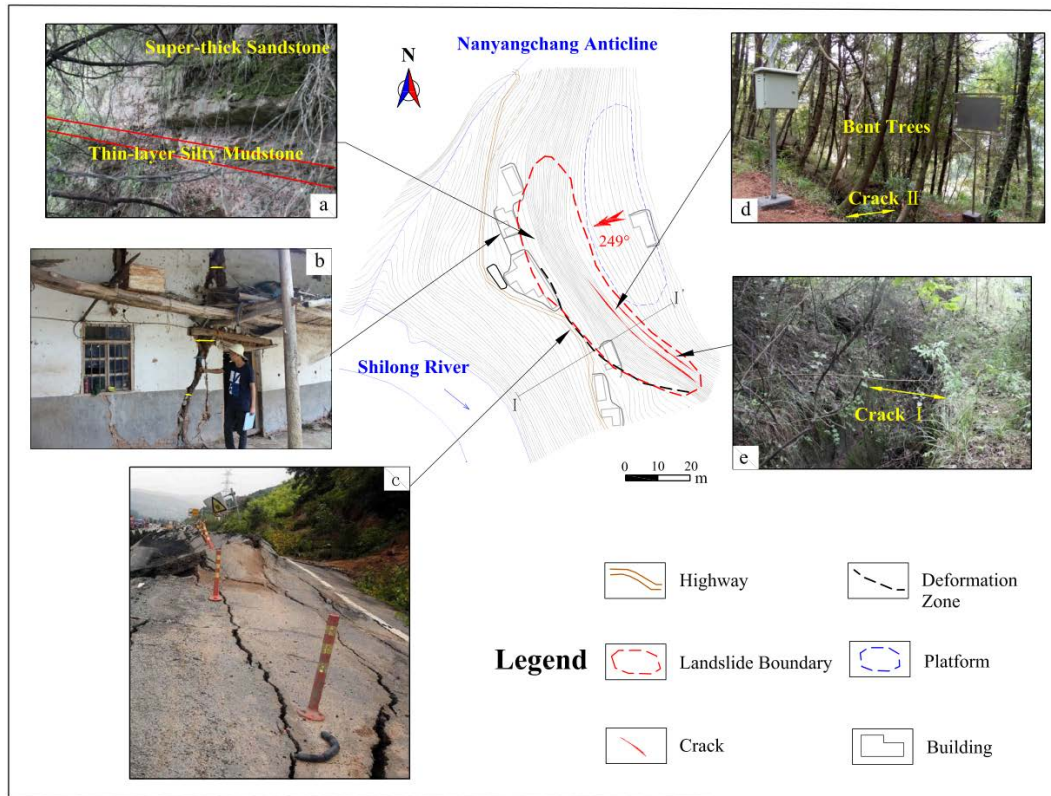 Super-thick Sandstone
Thin-layer Silty Mudstone
a
Nanyangchang Anticline
N
Bent Trees
Crack Ⅱ
d
b
249°
I'
Shilong River
I
Crack Ⅰ
e
c
0 10 20
m
Legend
Highway
Deformation
Zone
Landslide Boundary
Platform
Crack
Building